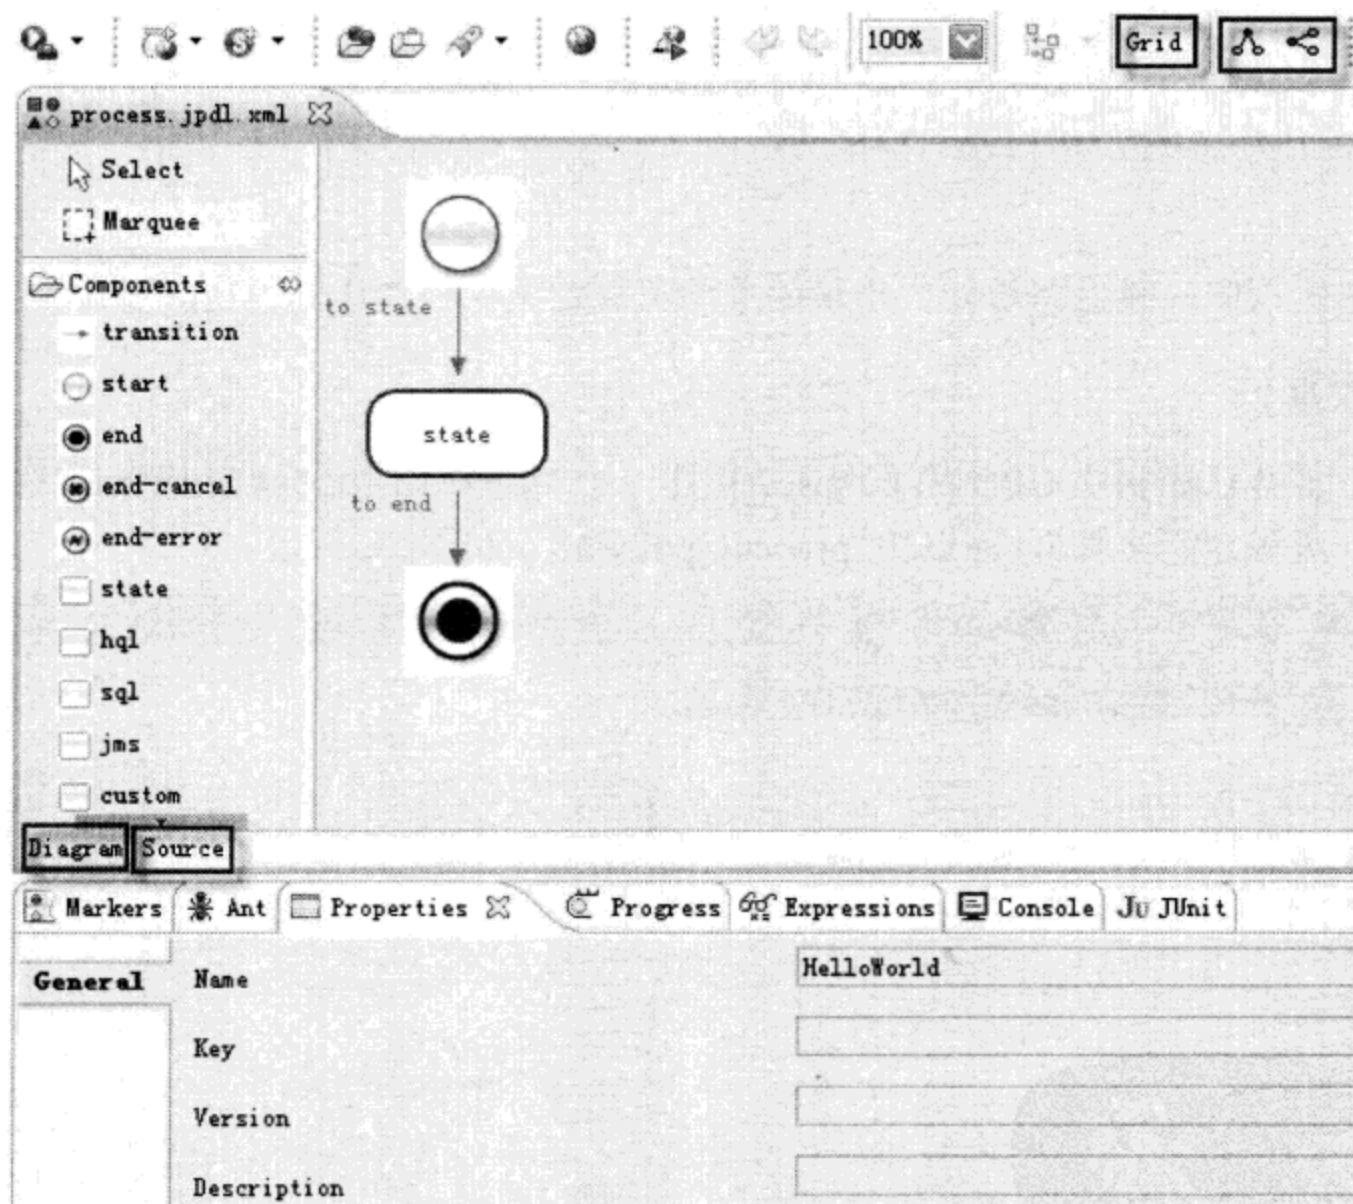 100% Grid
process.jpdl.xml
Select
Marquee
Components
transition
start
end
end-cancel
end-error
state
hql
sql
jms
custom
to state
state
to end
Diagram Source
Markers Ant Properties Progress Expressions Console Ju JUnit
General
Name HelloWorld
Key
Version
Description